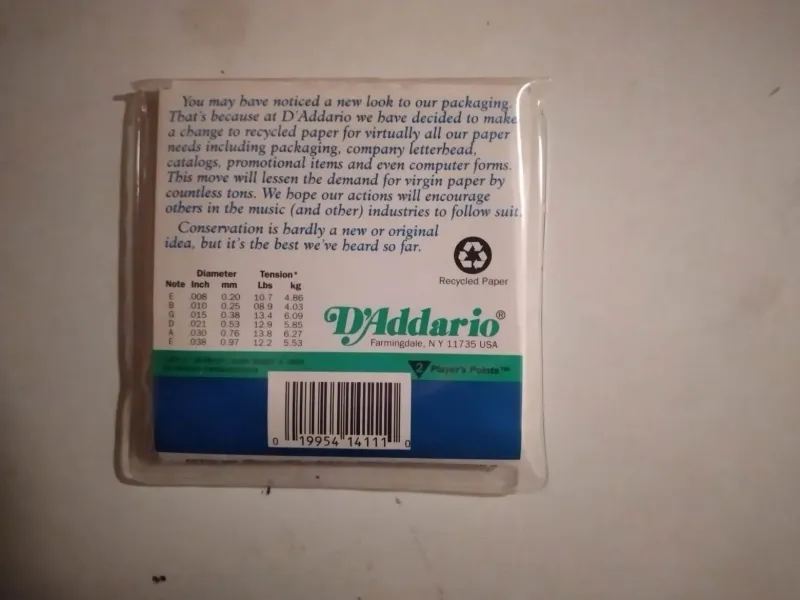 You may have noticed a new look to our packaging.
That's because at D'Addario we have decided to make
a change to recycled paper for virtually all our paper
needs including packaging, company letterhead,
catalogs, promotional items and even computer forms.
This move will lessen the demand for virgin paper by
countless tons. We hope our actions will encourage
others in the music (and other) industries to follow suit.
Conservation is hardly a new or original
idea, but it's the best we've heard so far.
Recycled Paper
Diameter Tension*
Note Inch mm Lbs kg
E .008 0.20 10.7 4.86
B .010 0.25 08.9 4.03
G .015 0.38 13.4 6.09
D .021 0.53 12.9 5.85
A .030 0.76 13.8 6.27
E .038 0.97 12.2 5.53
D'Addario®
Farmingdale, NY 11735 USA
2 Player's Points™
0 19954 14111 0